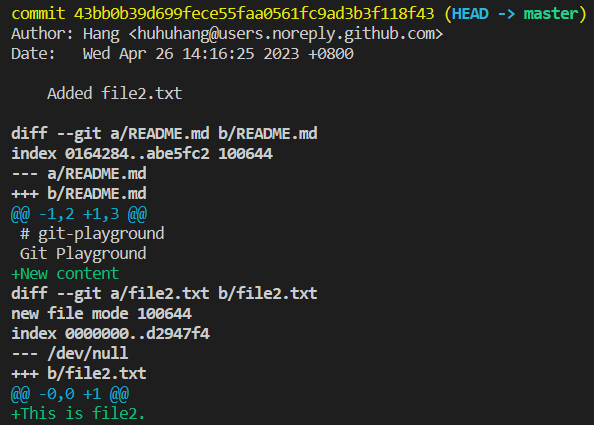 commit 43bb0b39d699fece55faa0561fc9ad3b3f118f43 (HEAD -> master)
Author: Hang <huhuhang@users.noreply.github.com>
Date:   Wed Apr 26 14:16:25 2023 +0800

    Added file2.txt

diff --git a/README.md b/README.md
index 0164284..abe5fc2 100644
--- a/README.md
+++ b/README.md
@@ -1,2 +1,3 @@
 # git-playground
 Git Playground
+New content
diff --git a/file2.txt b/file2.txt
new file mode 100644
index 0000000..d2947f4
--- /dev/null
+++ b/file2.txt
@@ -0,0 +1 @@
+This is file2.